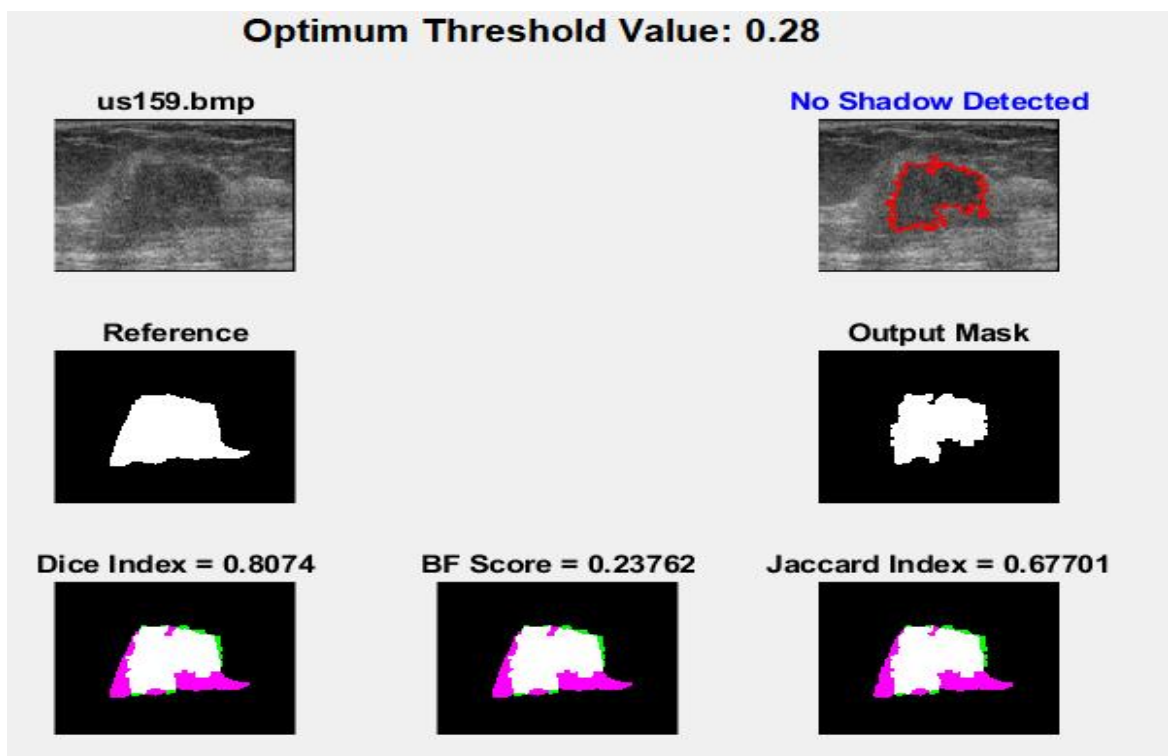 Optimum Threshold Value: 0.28
us159.bmp
No Shadow Detected
Reference
Output Mask
Dice Index = 0.8074
BF Score = 0.23762
Jaccard Index = 0.67701